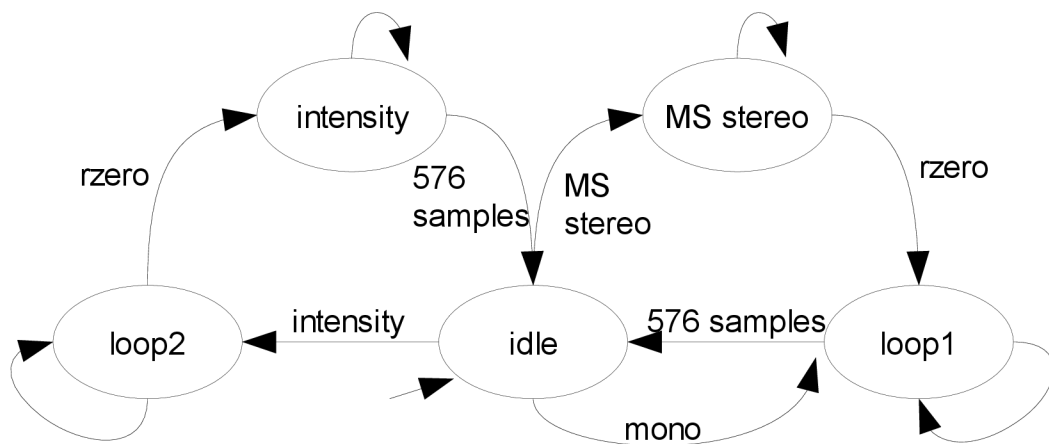 intensity
MS stereo
rzero
576
samples
MS
stereo
rzero
loop2
intensity
idle
576 samples
loop1
mono